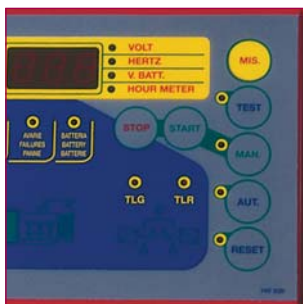 VOLT
HERTZ
V. BATT.
HOUR METER
MIS.
TEST
AVARIE
FAILURES
PANNE
BATTERIA
BATTERY
BATTERIE
STOP
START
MAN.
TLG
TLR
AUT.
RESET